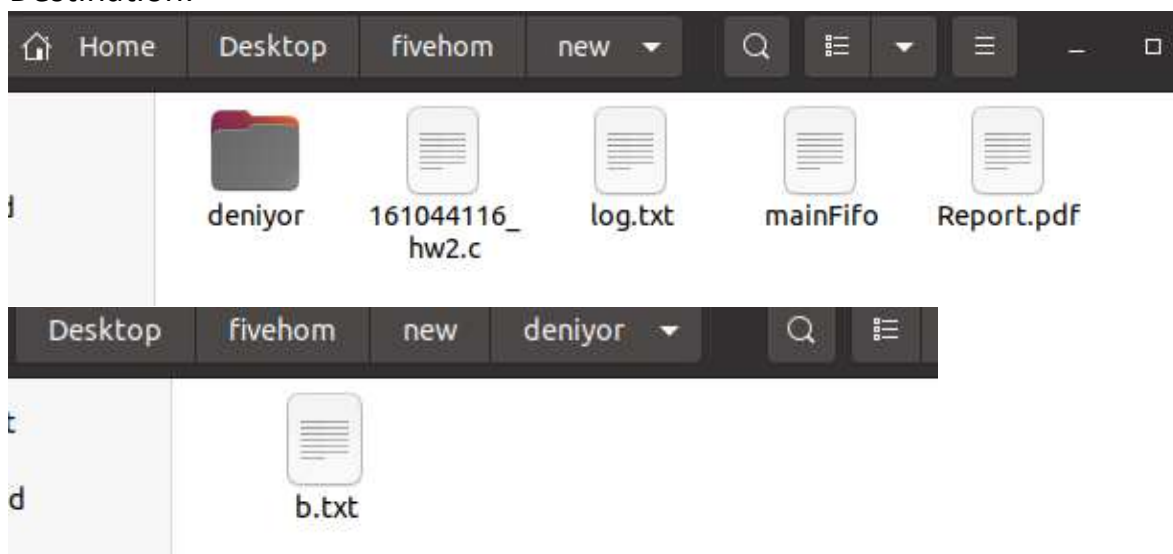 Home Desktop fivehom new
deniyor 161044116_ log.txt mainFifo Report.pdf
hw2.c
Desktop fivehom new deniyor
b.txt